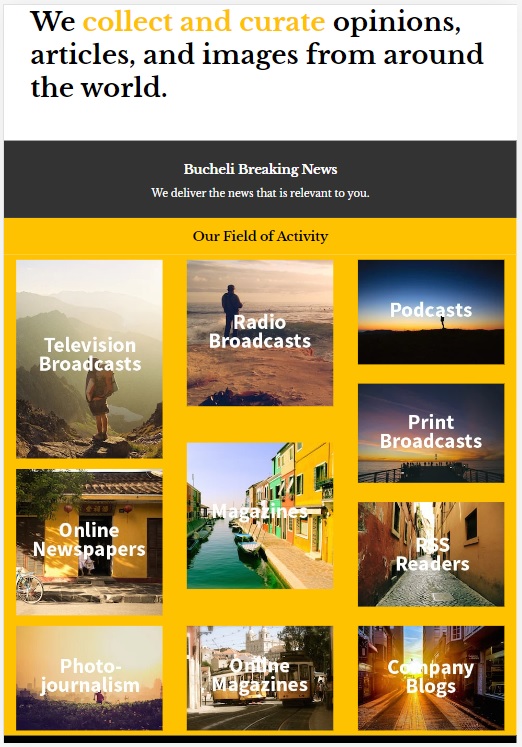 We collect and curate opinions,
articles, and images from around
the world.
Bucheli Breaking News
We deliver the news that is relevant to you.
Our Field of Activity
Television
Broadcasts
Radio
Broadcasts
Podcasts
Print
Broadcasts
Online
Newspapers
Magazines
RSS
Readers
Photo-
journalism
Online
Magazines
Company
Blogs